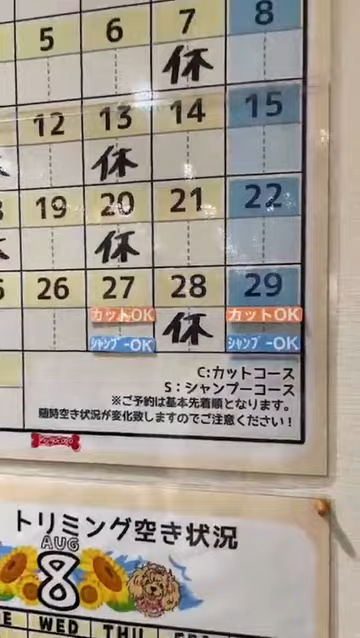 5 6 7 8
休
12 13 14 15
休
19 20 21 22
休
26 27 28 29
カットOK カットOK
休
シャンプーOK シャンプーOK
C:カットコース
S:シャンプーコース
※ご予約は基本先着順となります。
随時空き状況が変化致しますのでご注意ください！
トリミング空き状況
AUG
8
WED THU